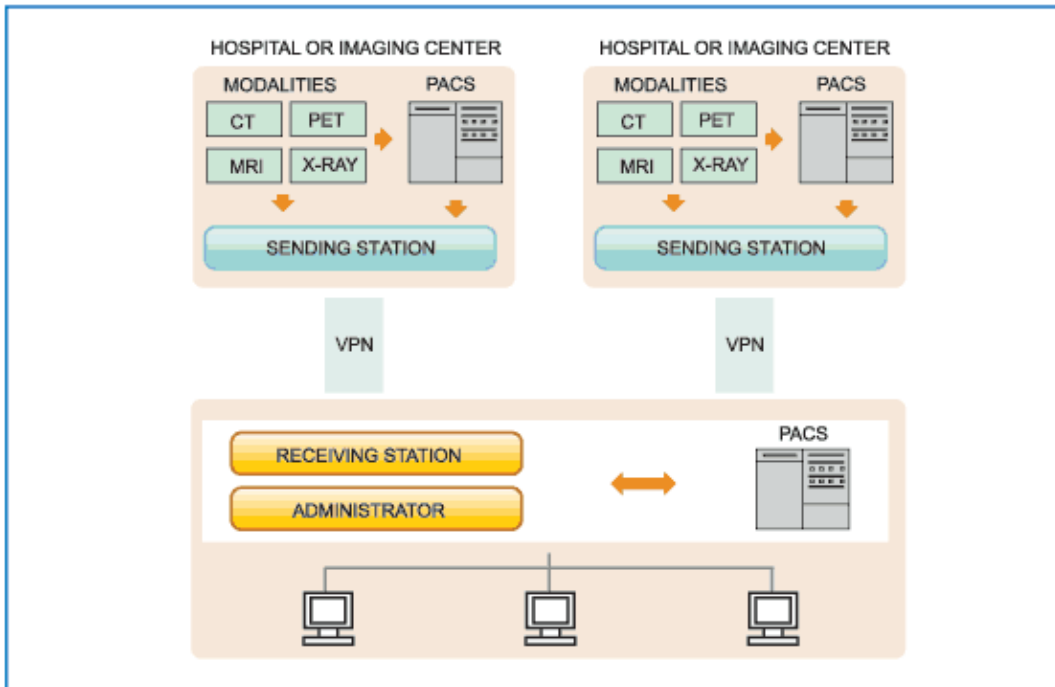 HOSPITAL OR IMAGING CENTER
MODALITIES PACS
CT PET
MRI X-RAY
SENDING STATION
VPN
HOSPITAL OR IMAGING CENTER
MODALITIES PACS
CT PET
MRI X-RAY
SENDING STATION
VPN
RECEIVING STATION
ADMINISTRATOR
PACS